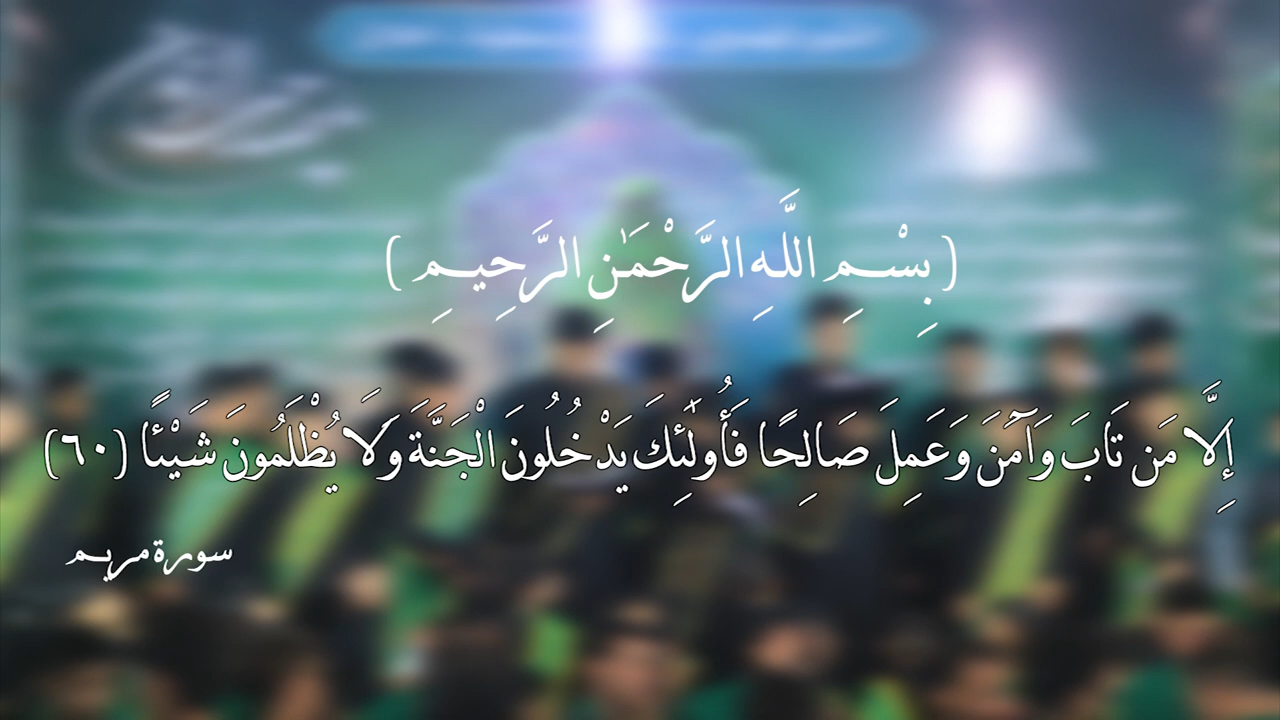 ( بِسْمِ اللَّهِ الرَّحْمَٰنِ الرَّحِيمِ )
إِلَّا مَن تَابَ وَآمَنَ وَعَمِلَ صَالِحًا فَأُولَٰئِكَ يَدْخُلُونَ الْجَنَّةَ وَلَا يُظْلَمُونَ شَيْئًا (٦٠)
سورة مريم